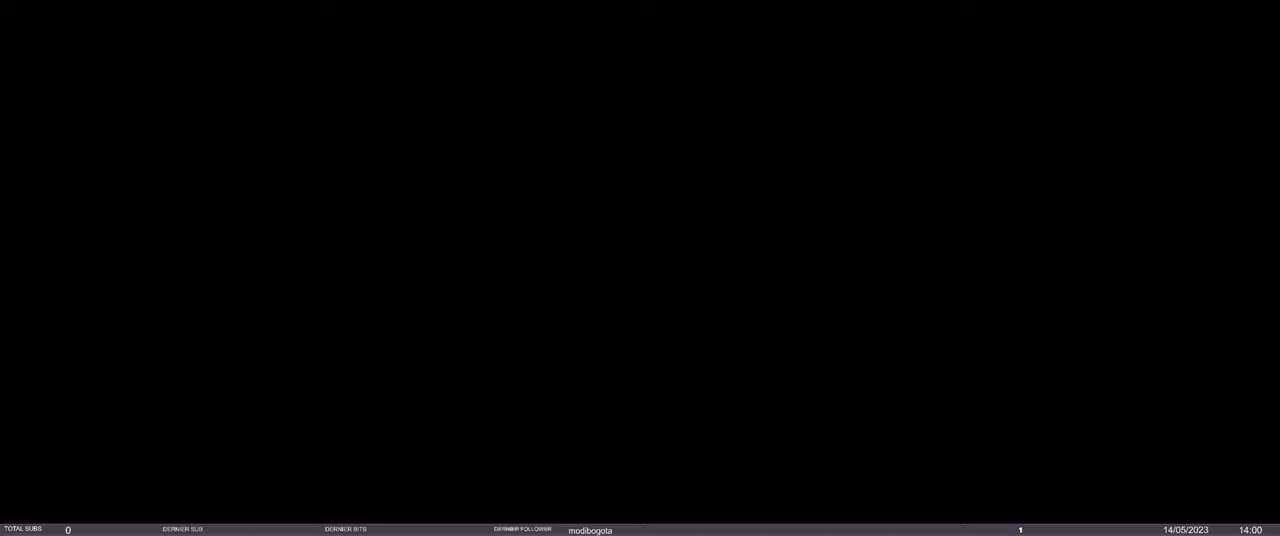 TOTAL SUBS 0 DERNIER SUB DERNIER BITS DERNIER FOLLOWER modibogota 1 14/05/2023 14:00